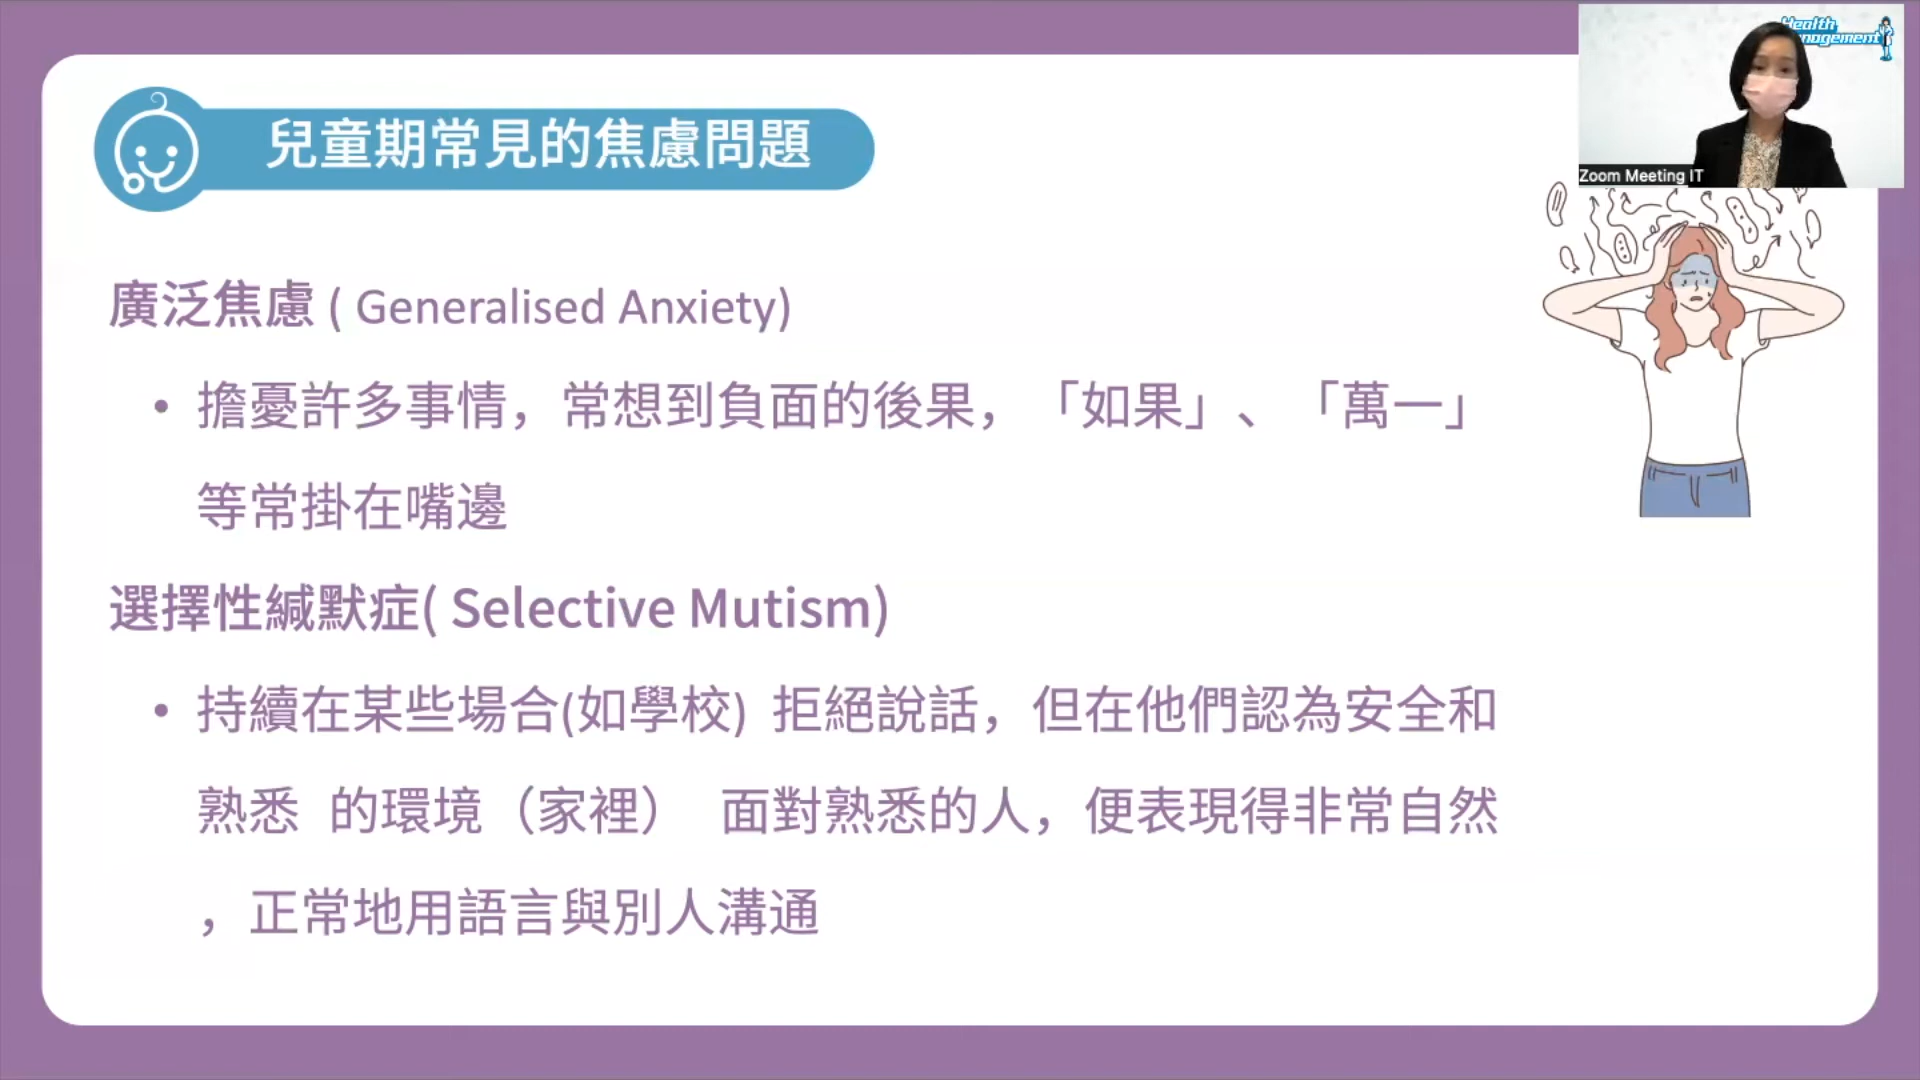 兒童期常見的焦慮問題
廣泛焦慮 ( Generalised Anxiety)
• 擔憂許多事情，常想到負面的後果，「如果」、「萬一」
等常掛在嘴邊
選擇性緘默症( Selective Mutism)
• 持續在某些場合(如學校) 拒絕說話，但在他們認為安全和
熟悉 的環境（家裡） 面對熟悉的人，便表現得非常自然
，正常地用語言與別人溝通
Health
Zoom Meeting IT